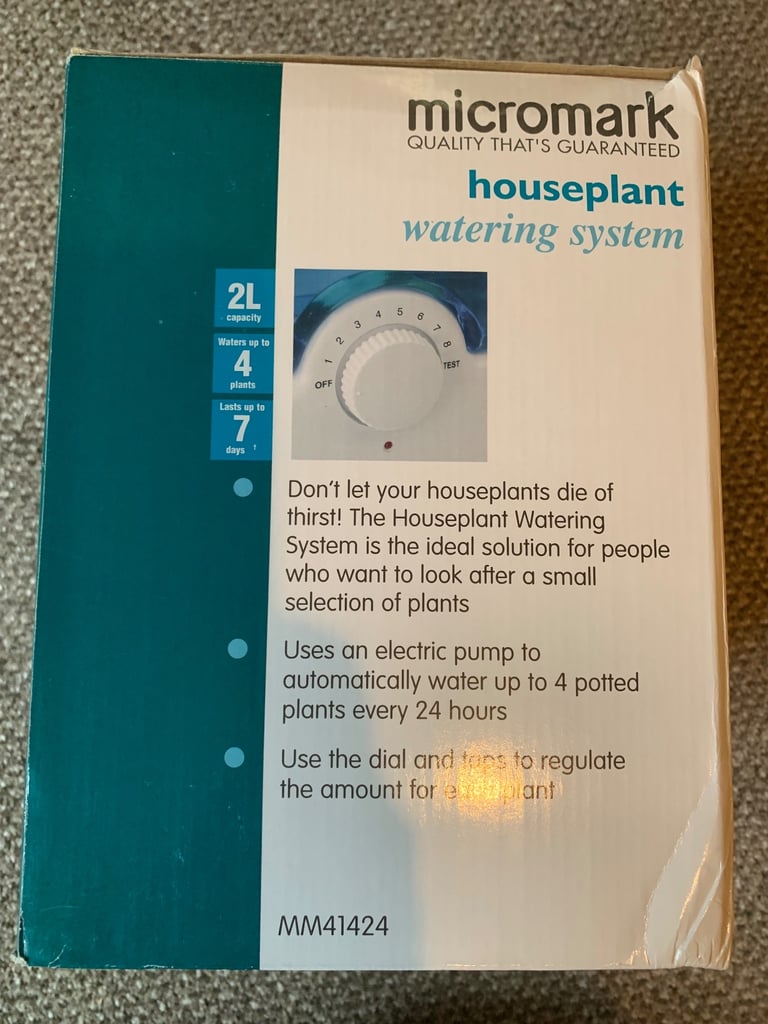 micromark
QUALITY THAT'S GUARANTEED
houseplant
watering system
2L
capacity
Waters up to
4
plants
Lasts up to
7
days †
OFF 1 2 3 4 5 6 7 8 TEST
Don't let your houseplants die of
thirst! The Houseplant Watering
System is the ideal solution for people
who want to look after a small
selection of plants
Uses an electric pump to
automatically water up to 4 potted
plants every 24 hours
Use the dial and taps to regulate
the amount for each plant
MM41424